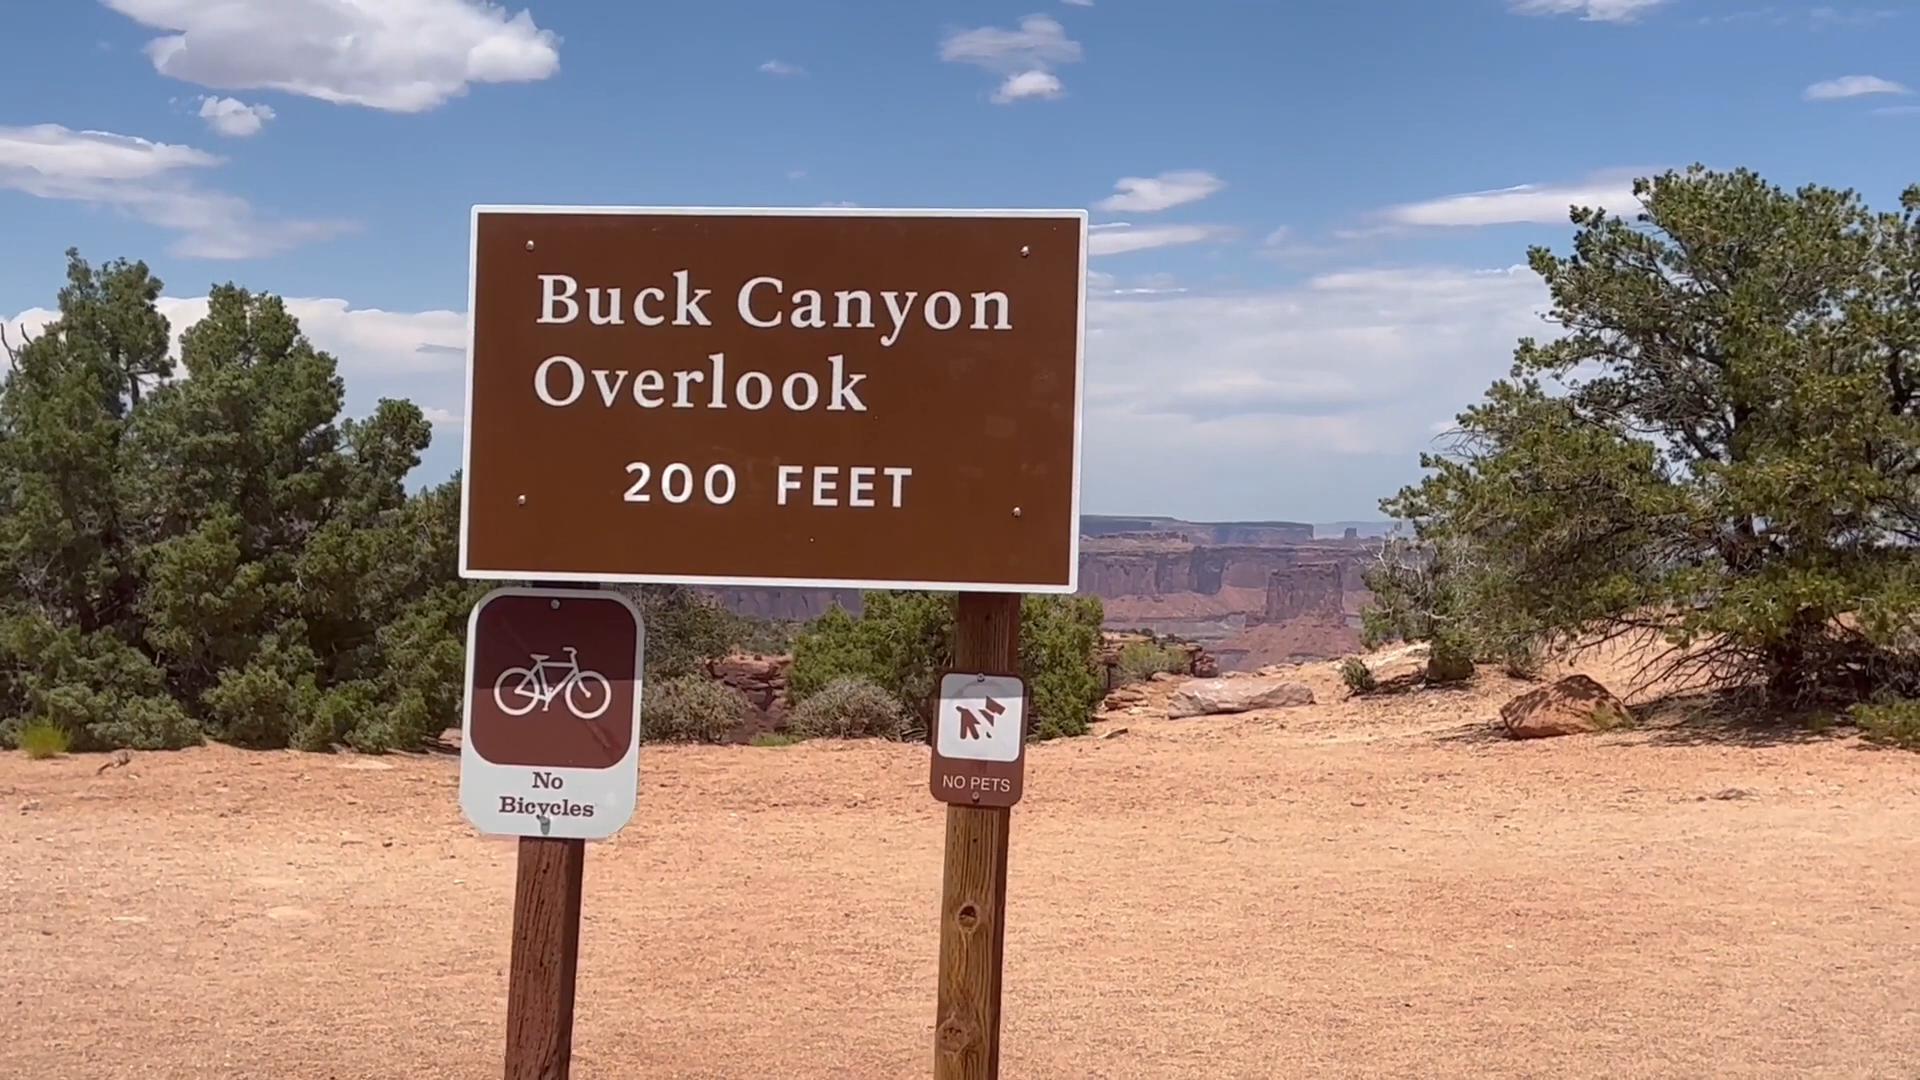 Buck Canyon
Overlook
200 FEET
No
Bicycles
NO PETS